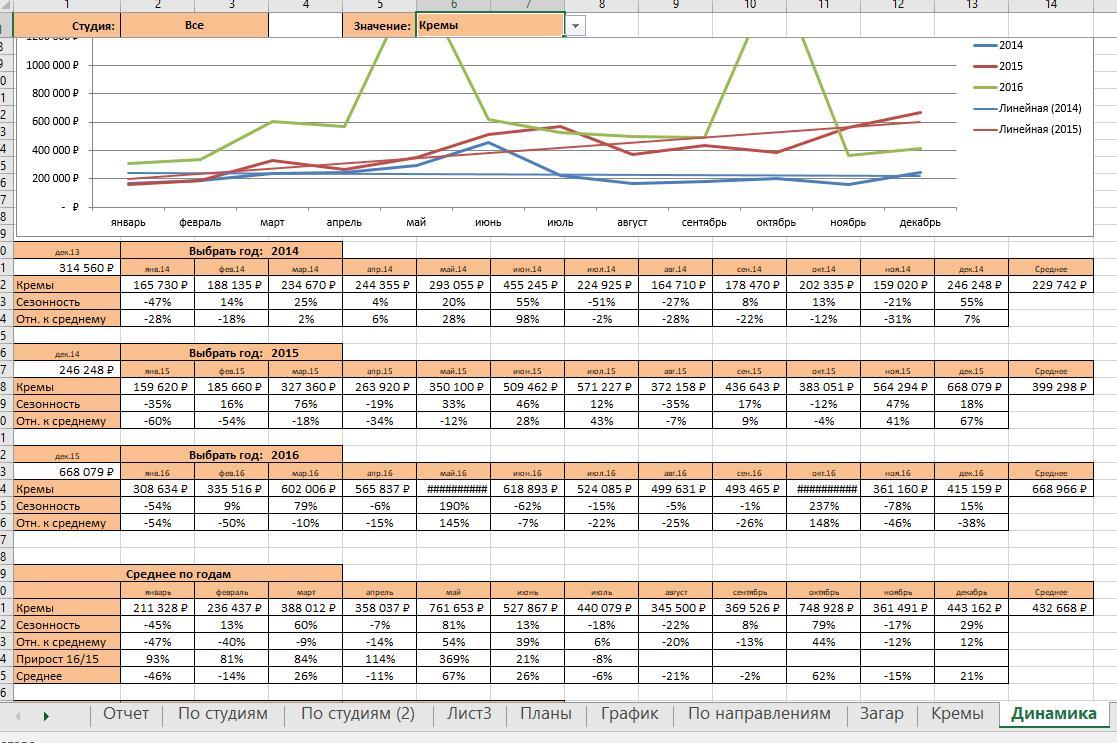 1 2 3 4 5 6 7 8 9 10 11 12 13 14
Студия: Все Значение: Кремы
1000 000 ₽
800 000 ₽
600 000 ₽
400 000 ₽
200 000 ₽
- ₽
январь февраль март апрель май июнь июль август сентябрь октябрь ноябрь декабрь
2014
2015
2016
Линейная (2014)
Линейная (2015)
дек.13 Выбрать год: 2014
314 560 ₽ янв.14 фев.14 мар.14 апр.14 май.14 июн.14 июл.14 авг.14 сен.14 окт.14 ноя.14 дек.14 Среднее
Кремы 165 730 ₽ 188 135 ₽ 234 670 ₽ 244 355 ₽ 293 055 ₽ 455 245 ₽ 224 925 ₽ 164 710 ₽ 178 470 ₽ 202 335 ₽ 159 020 ₽ 246 248 ₽ 229 742 ₽
Сезонность -47% 14% 25% 4% 20% 55% -51% -27% 8% 13% -21% 55%
Отн. к среднему -28% -18% 2% 6% 28% 98% -2% -28% -22% -12% -31% 7%
дек.14 Выбрать год: 2015
246 248 ₽ янв.15 фев.15 мар.15 апр.15 май.15 июн.15 июл.15 авг.15 сен.15 окт.15 ноя.15 дек.15 Среднее
Кремы 159 620 ₽ 185 660 ₽ 327 360 ₽ 263 920 ₽ 350 100 ₽ 509 462 ₽ 571 227 ₽ 372 158 ₽ 436 643 ₽ 383 051 ₽ 564 294 ₽ 668 079 ₽ 399 298 ₽
Сезонность -35% 16% 76% -19% 33% 46% 12% -35% 17% -12% 47% 18%
Отн. к среднему -60% -54% -18% -34% -12% 28% 43% -7% 9% -4% 41% 67%
дек.15 Выбрать год: 2016
668 079 ₽ янв.16 фев.16 мар.16 апр.16 май.16 июн.16 июл.16 авг.16 сен.16 окт.16 ноя.16 дек.16 Среднее
Кремы 308 634 ₽ 335 516 ₽ 602 006 ₽ 565 837 ₽ ########## 618 893 ₽ 524 085 ₽ 499 631 ₽ 493 465 ₽ ########## 361 160 ₽ 415 159 ₽ 668 966 ₽
Сезонность -54% 9% 79% -6% 190% -62% -15% -5% -1% 237% -78% 15%
Отн. к среднему -54% -50% -10% -15% 145% -7% -22% -25% -26% 148% -46% -38%
Среднее по годам
январь февраль март апрель май июнь июль август сентябрь октябрь ноябрь декабрь Среднее
Кремы 211 328 ₽ 236 437 ₽ 388 012 ₽ 358 037 ₽ 761 653 ₽ 527 867 ₽ 440 079 ₽ 345 500 ₽ 369 526 ₽ 748 928 ₽ 361 491 ₽ 443 162 ₽ 432 668 ₽
Сезонность -45% 13% 60% -7% 81% 13% -18% -22% 8% 79% -17% 29%
Отн. к среднему -47% -40% -9% -14% 54% 39% 6% -20% -13% 44% -12% 12%
Прирост 16/15 93% 81% 84% 114% 369% 21% -8%
Среднее -46% -14% 26% -11% 67% 26% -6% -21% -2% 62% -15% 21%
Отчет По студиям По студиям (2) Лист3 Планы График По направлениям Загар Кремы Динамика